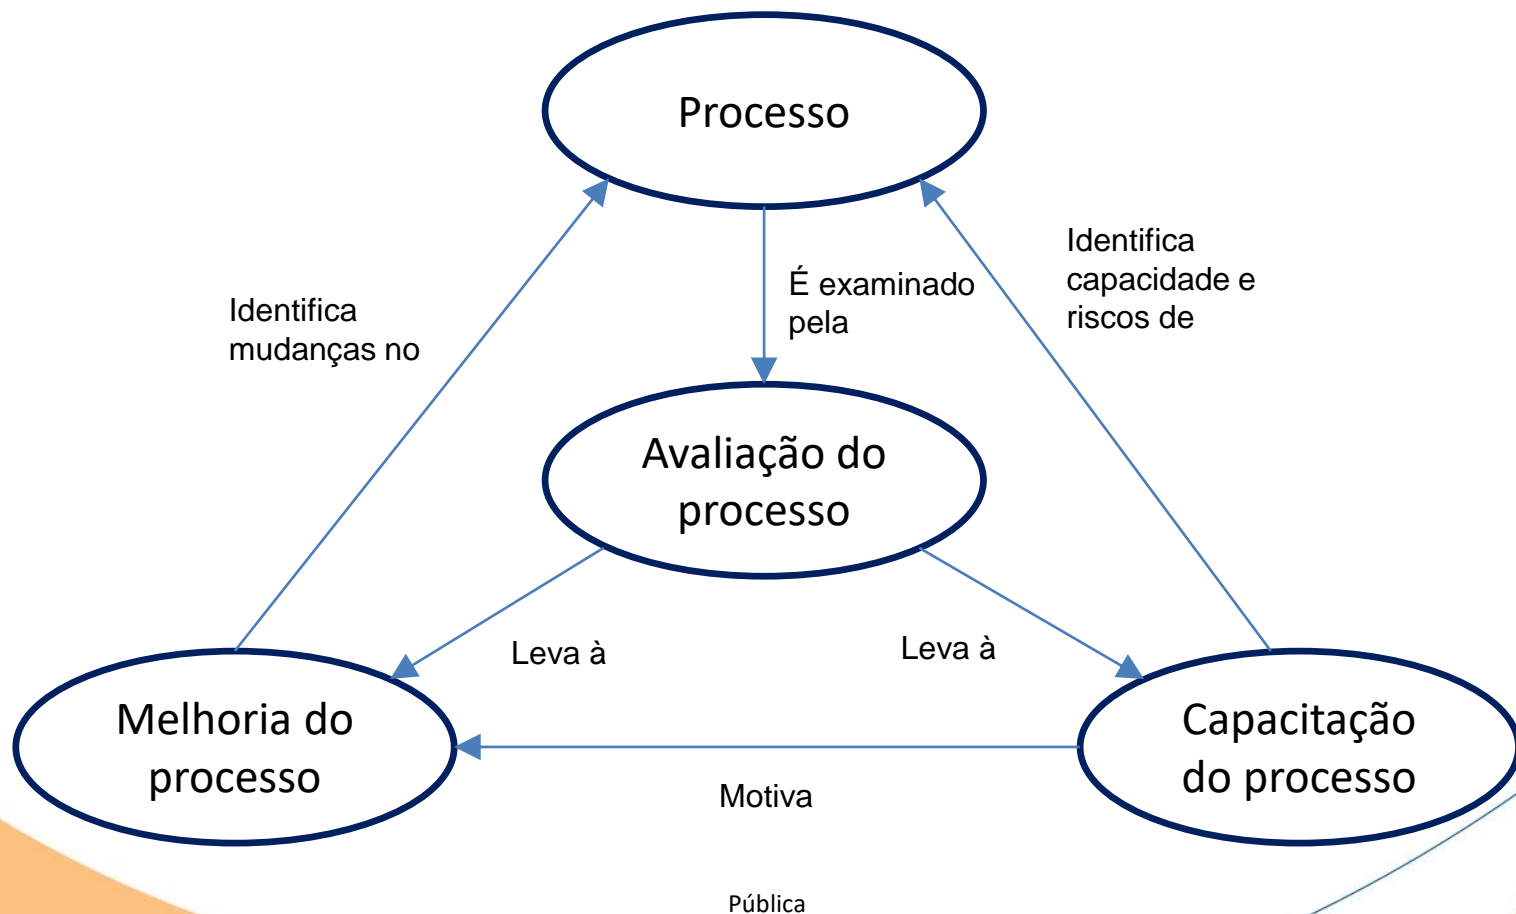 Processo
Identifica
capacidade e
riscos de
É examinado
pela
Identifica
mudanças no
Avaliação do
processo
Leva à
Leva à
Melhoria do
processo
Capacitação
do processo
Motiva
Pública